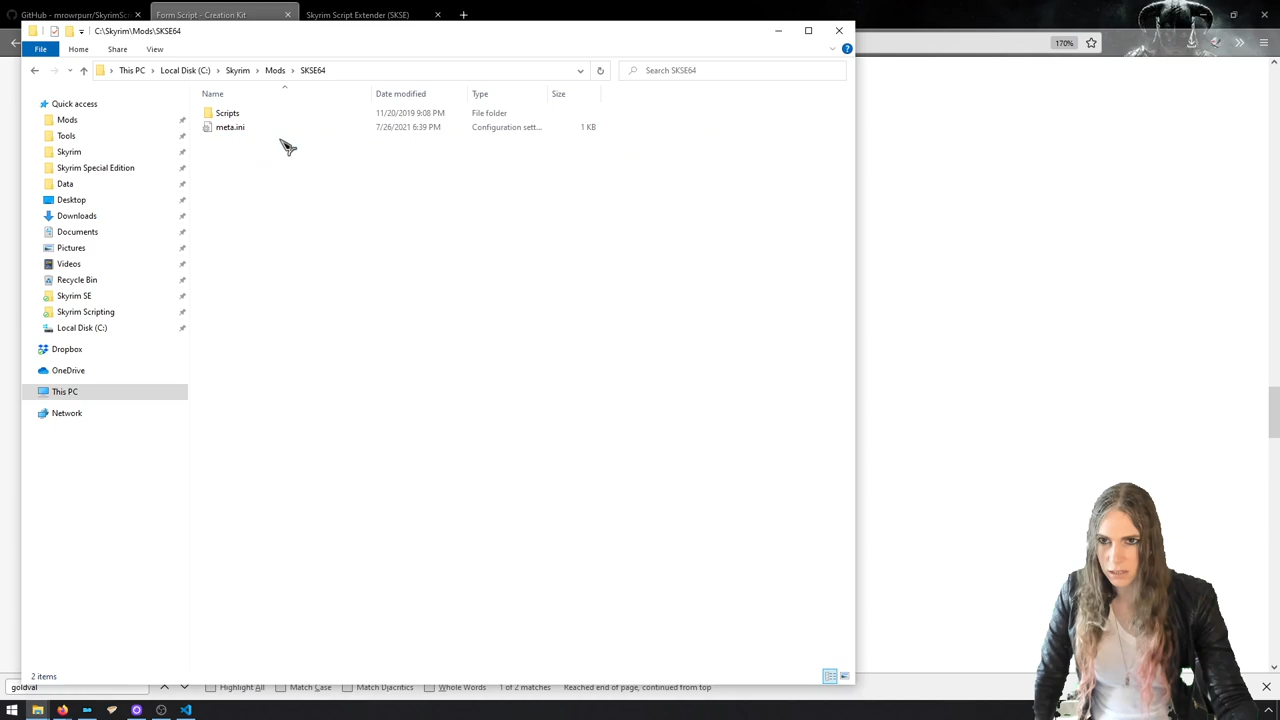 GitHub - mrowrpurr/SkyrimScr
Form Script - Creation Kit
Skyrim Script Extender (SKSE)
C:\Skyrim\Mods\SKSE64
File
Home
Share
View
170%
This PC
Local Disk (C:)
Skyrim
Mods
SKSE64
Search SKSE64
Name
Date modified
Type
Size
Quick access
Mods
Tools
Skyrim
Skyrim Special Edition
Data
Desktop
Downloads
Documents
Pictures
Videos
Recycle Bin
Skyrim SE
Skyrim Scripting
Local Disk (C:)
Dropbox
OneDrive
This PC
Network
Scripts
11/20/2019 9:08 PM
File folder
meta.ini
7/26/2021 6:39 PM
Configuration sett...
1 KB
2 items
goldval
Highlight All
Match Case
Match Diacritics
Whole Words
1 of 2 matches
Reached end of page, continued from top